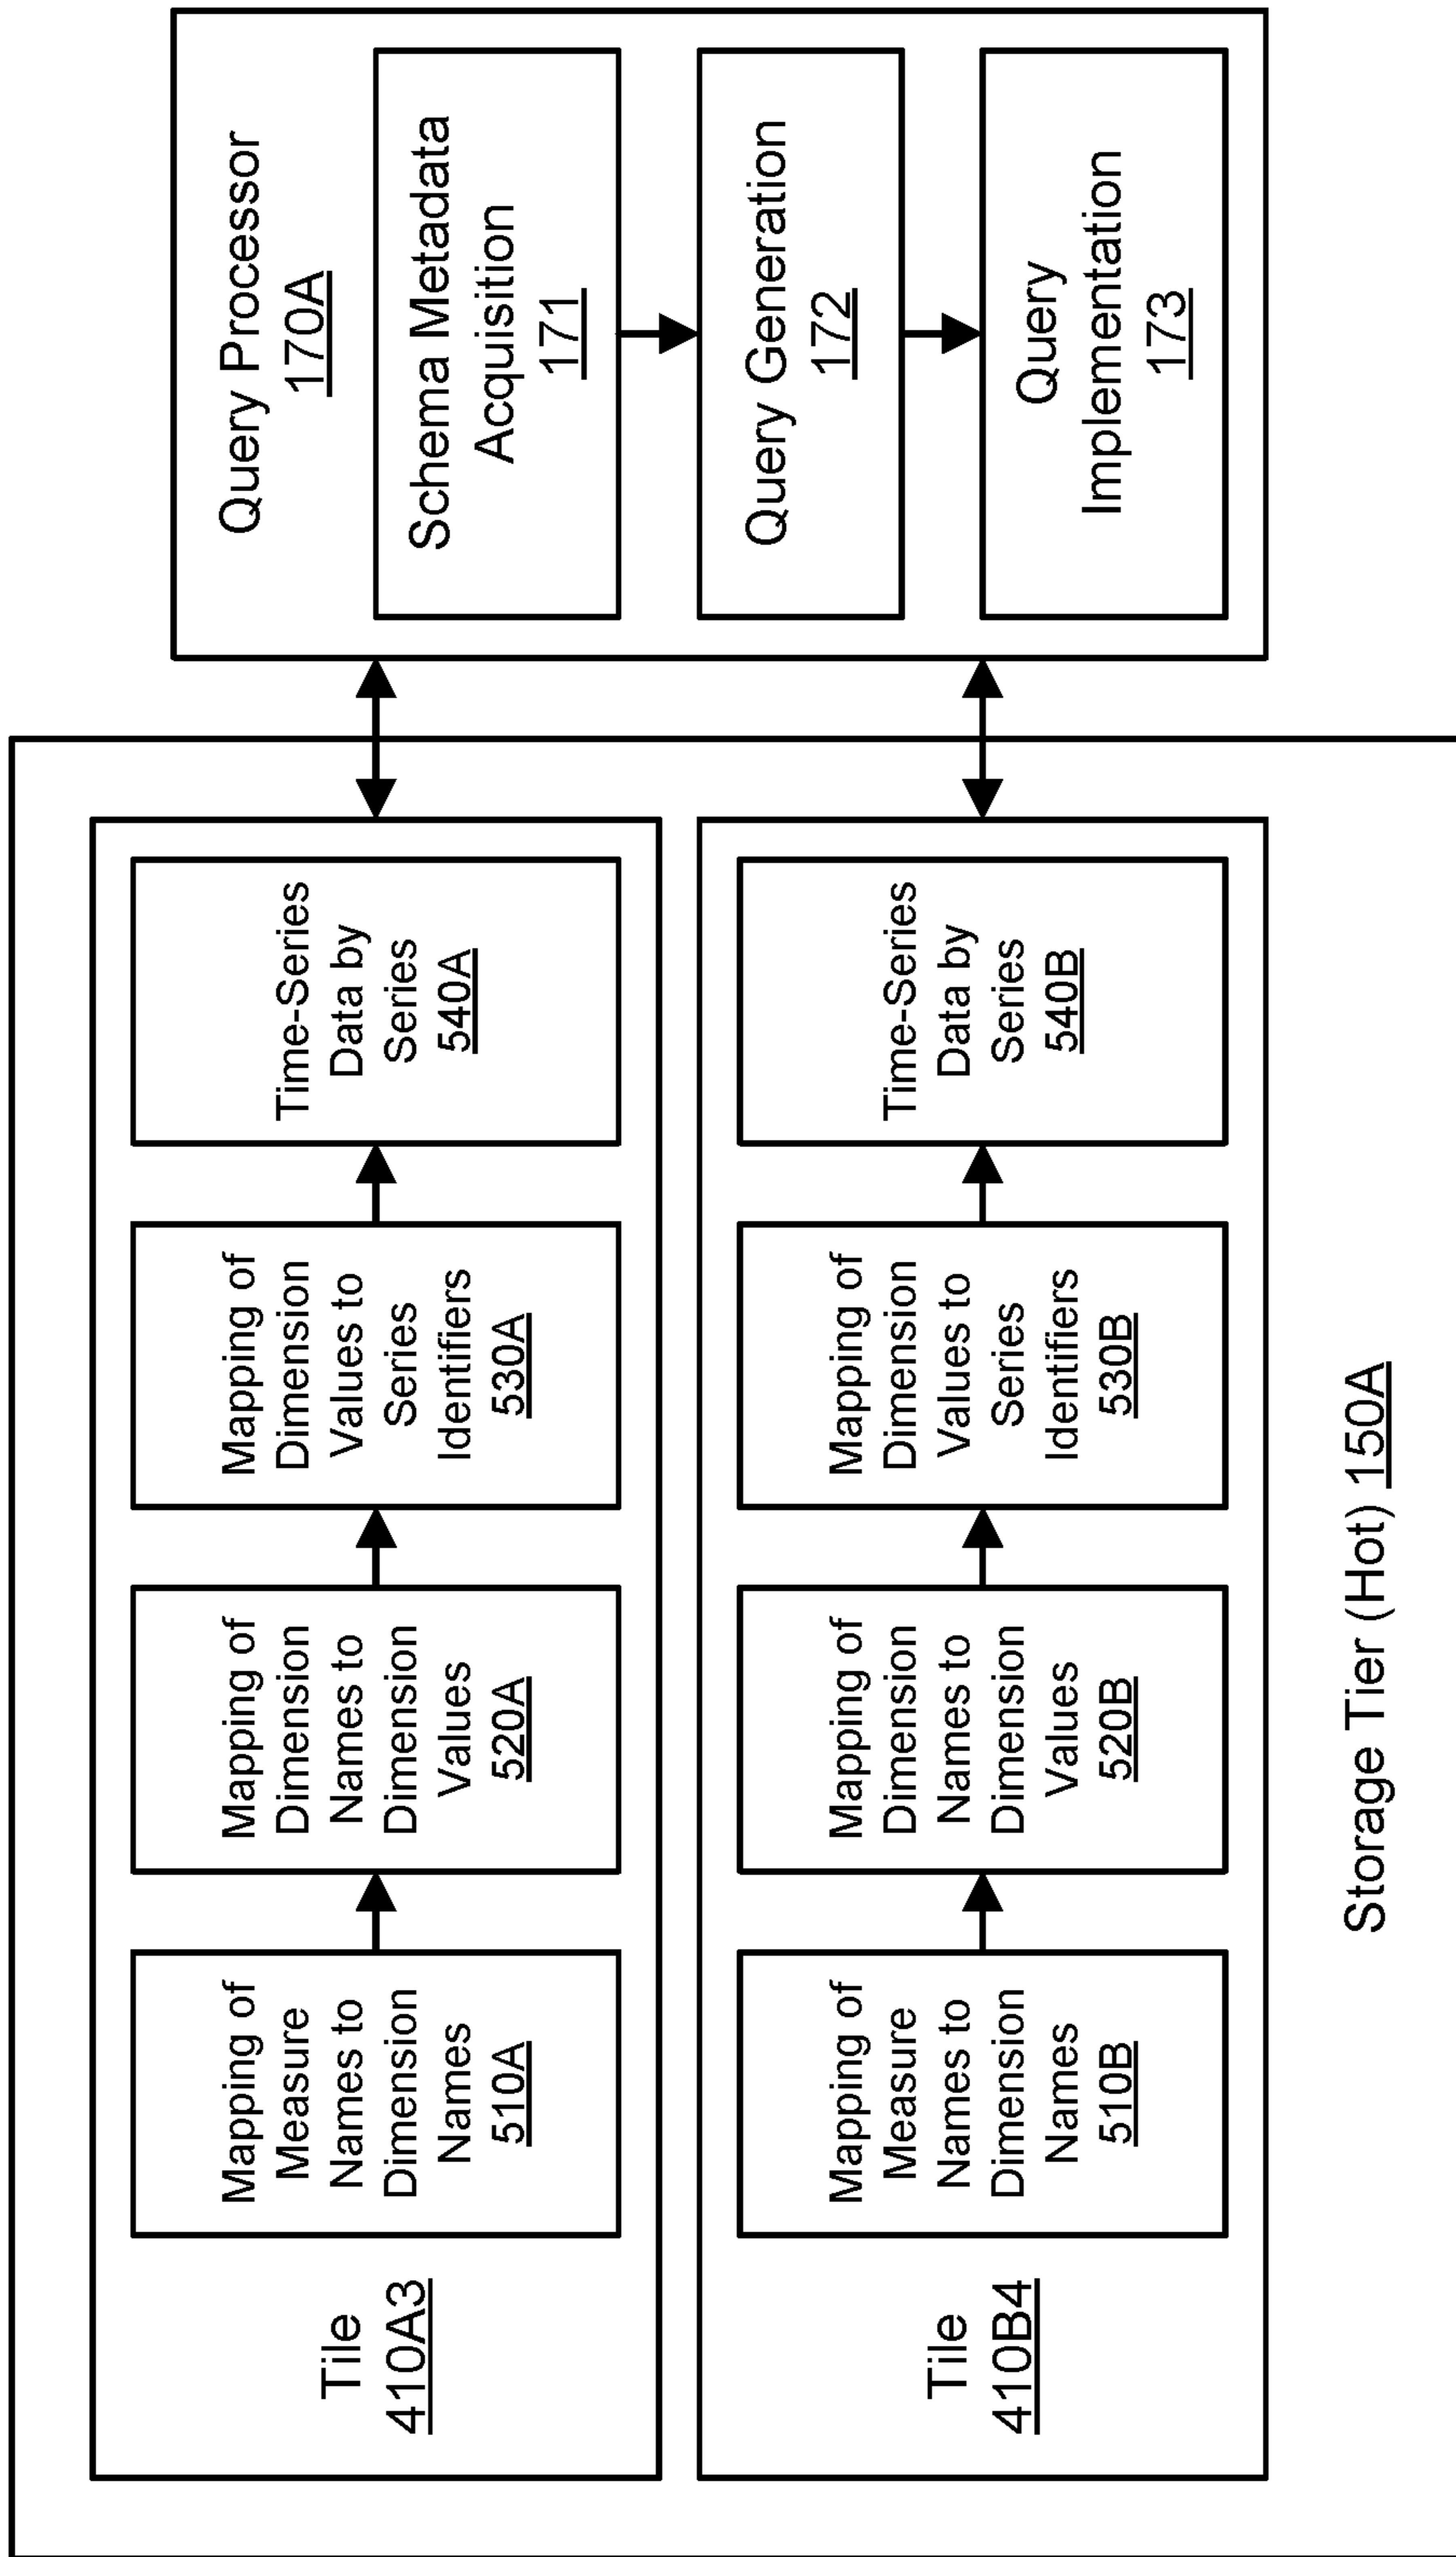 Tile
410A3
Mapping of
Measure
Names to
Dimension
Names
510A
Mapping of
Dimension
Names to
Dimension
Values
520A
Mapping of
Dimension
Values to
Series
Identifiers
530A
Time-Series
Data by
Series
540A
Tile
410B4
Mapping of
Measure
Names to
Dimension
Names
510B
Mapping of
Dimension
Names to
Dimension
Values
520B
Mapping of
Dimension
Values to
Series
Identifiers
530B
Time-Series
Data by
Series
540B
Storage Tier (Hot) 150A
Query Processor
170A
Schema Metadata
Acquisition
171
Query Generation
172
Query
Implementation
173